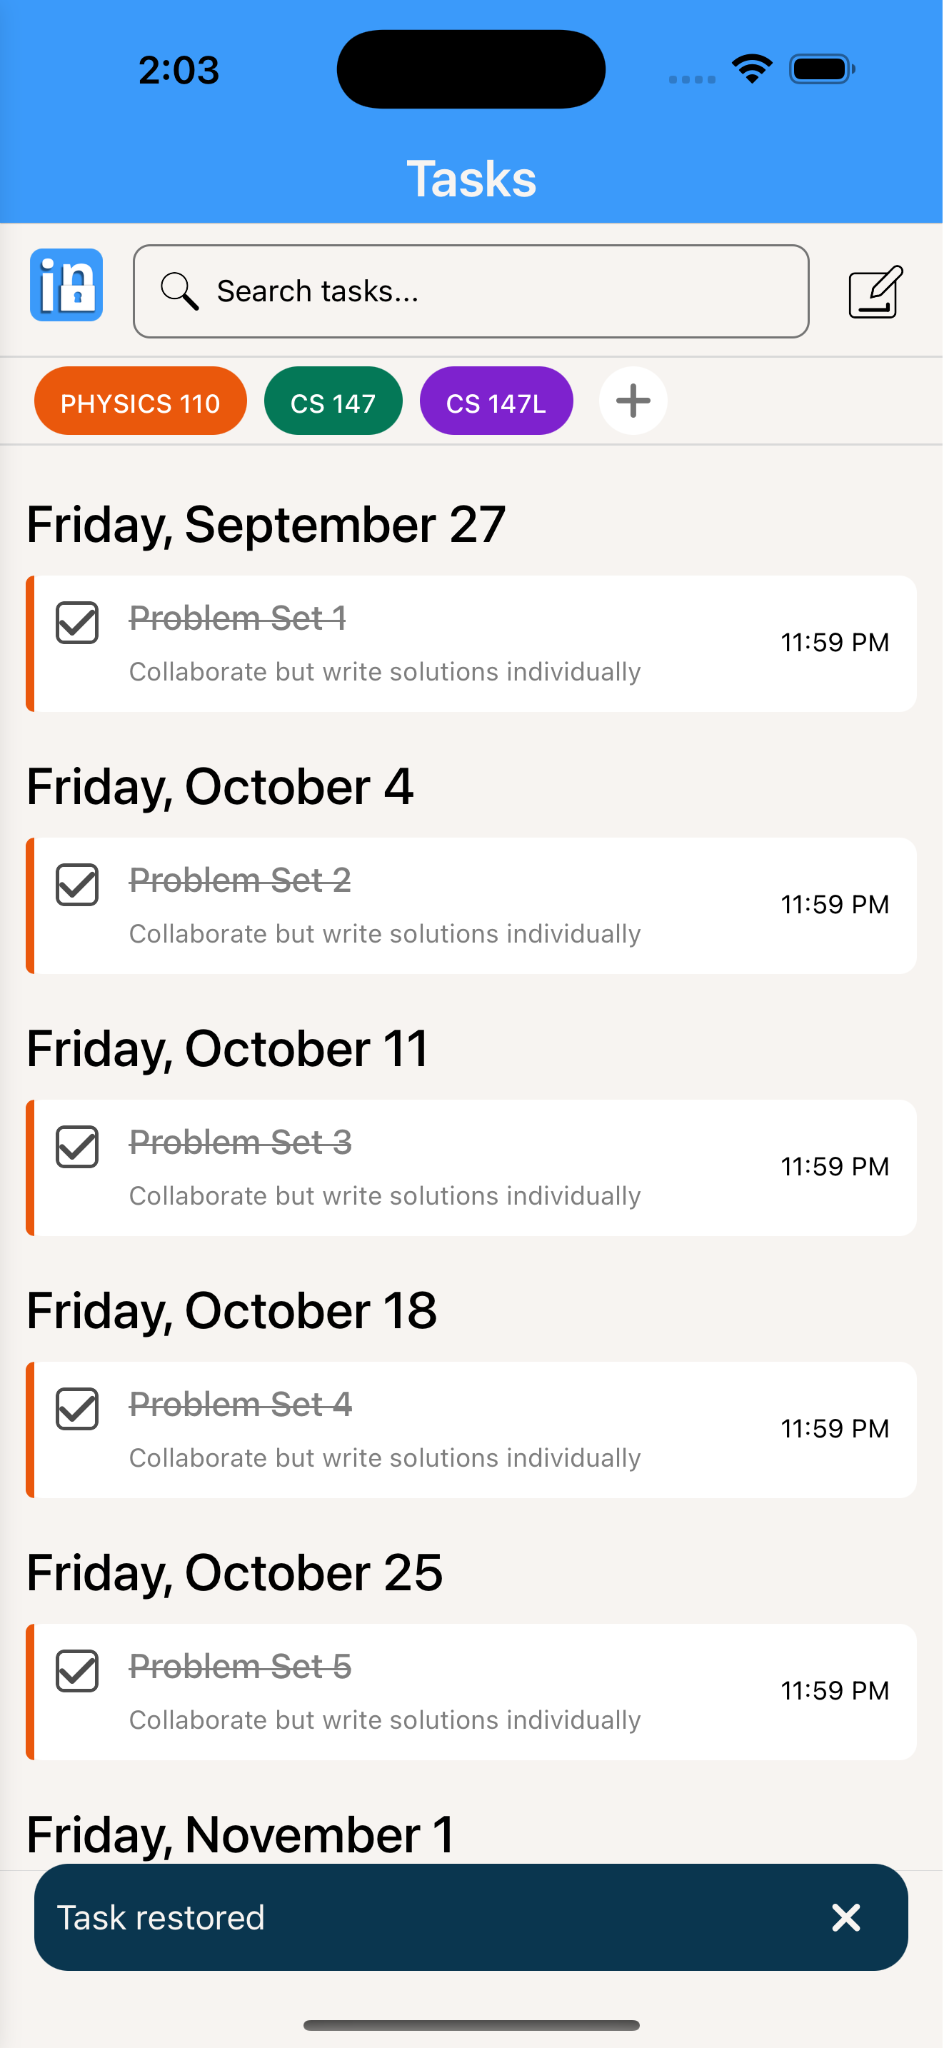 2:03
Tasks
in
Search tasks...
PHYSICS 110 CS 147 CS 147L
Friday, September 27
Problem Set 1
Collaborate but write solutions individually
11:59 PM
Friday, October 4
Problem Set 2
Collaborate but write solutions individually
11:59 PM
Friday, October 11
Problem Set 3
Collaborate but write solutions individually
11:59 PM
Friday, October 18
Problem Set 4
Collaborate but write solutions individually
11:59 PM
Friday, October 25
Problem Set 5
Collaborate but write solutions individually
11:59 PM
Friday, November 1
Task restored